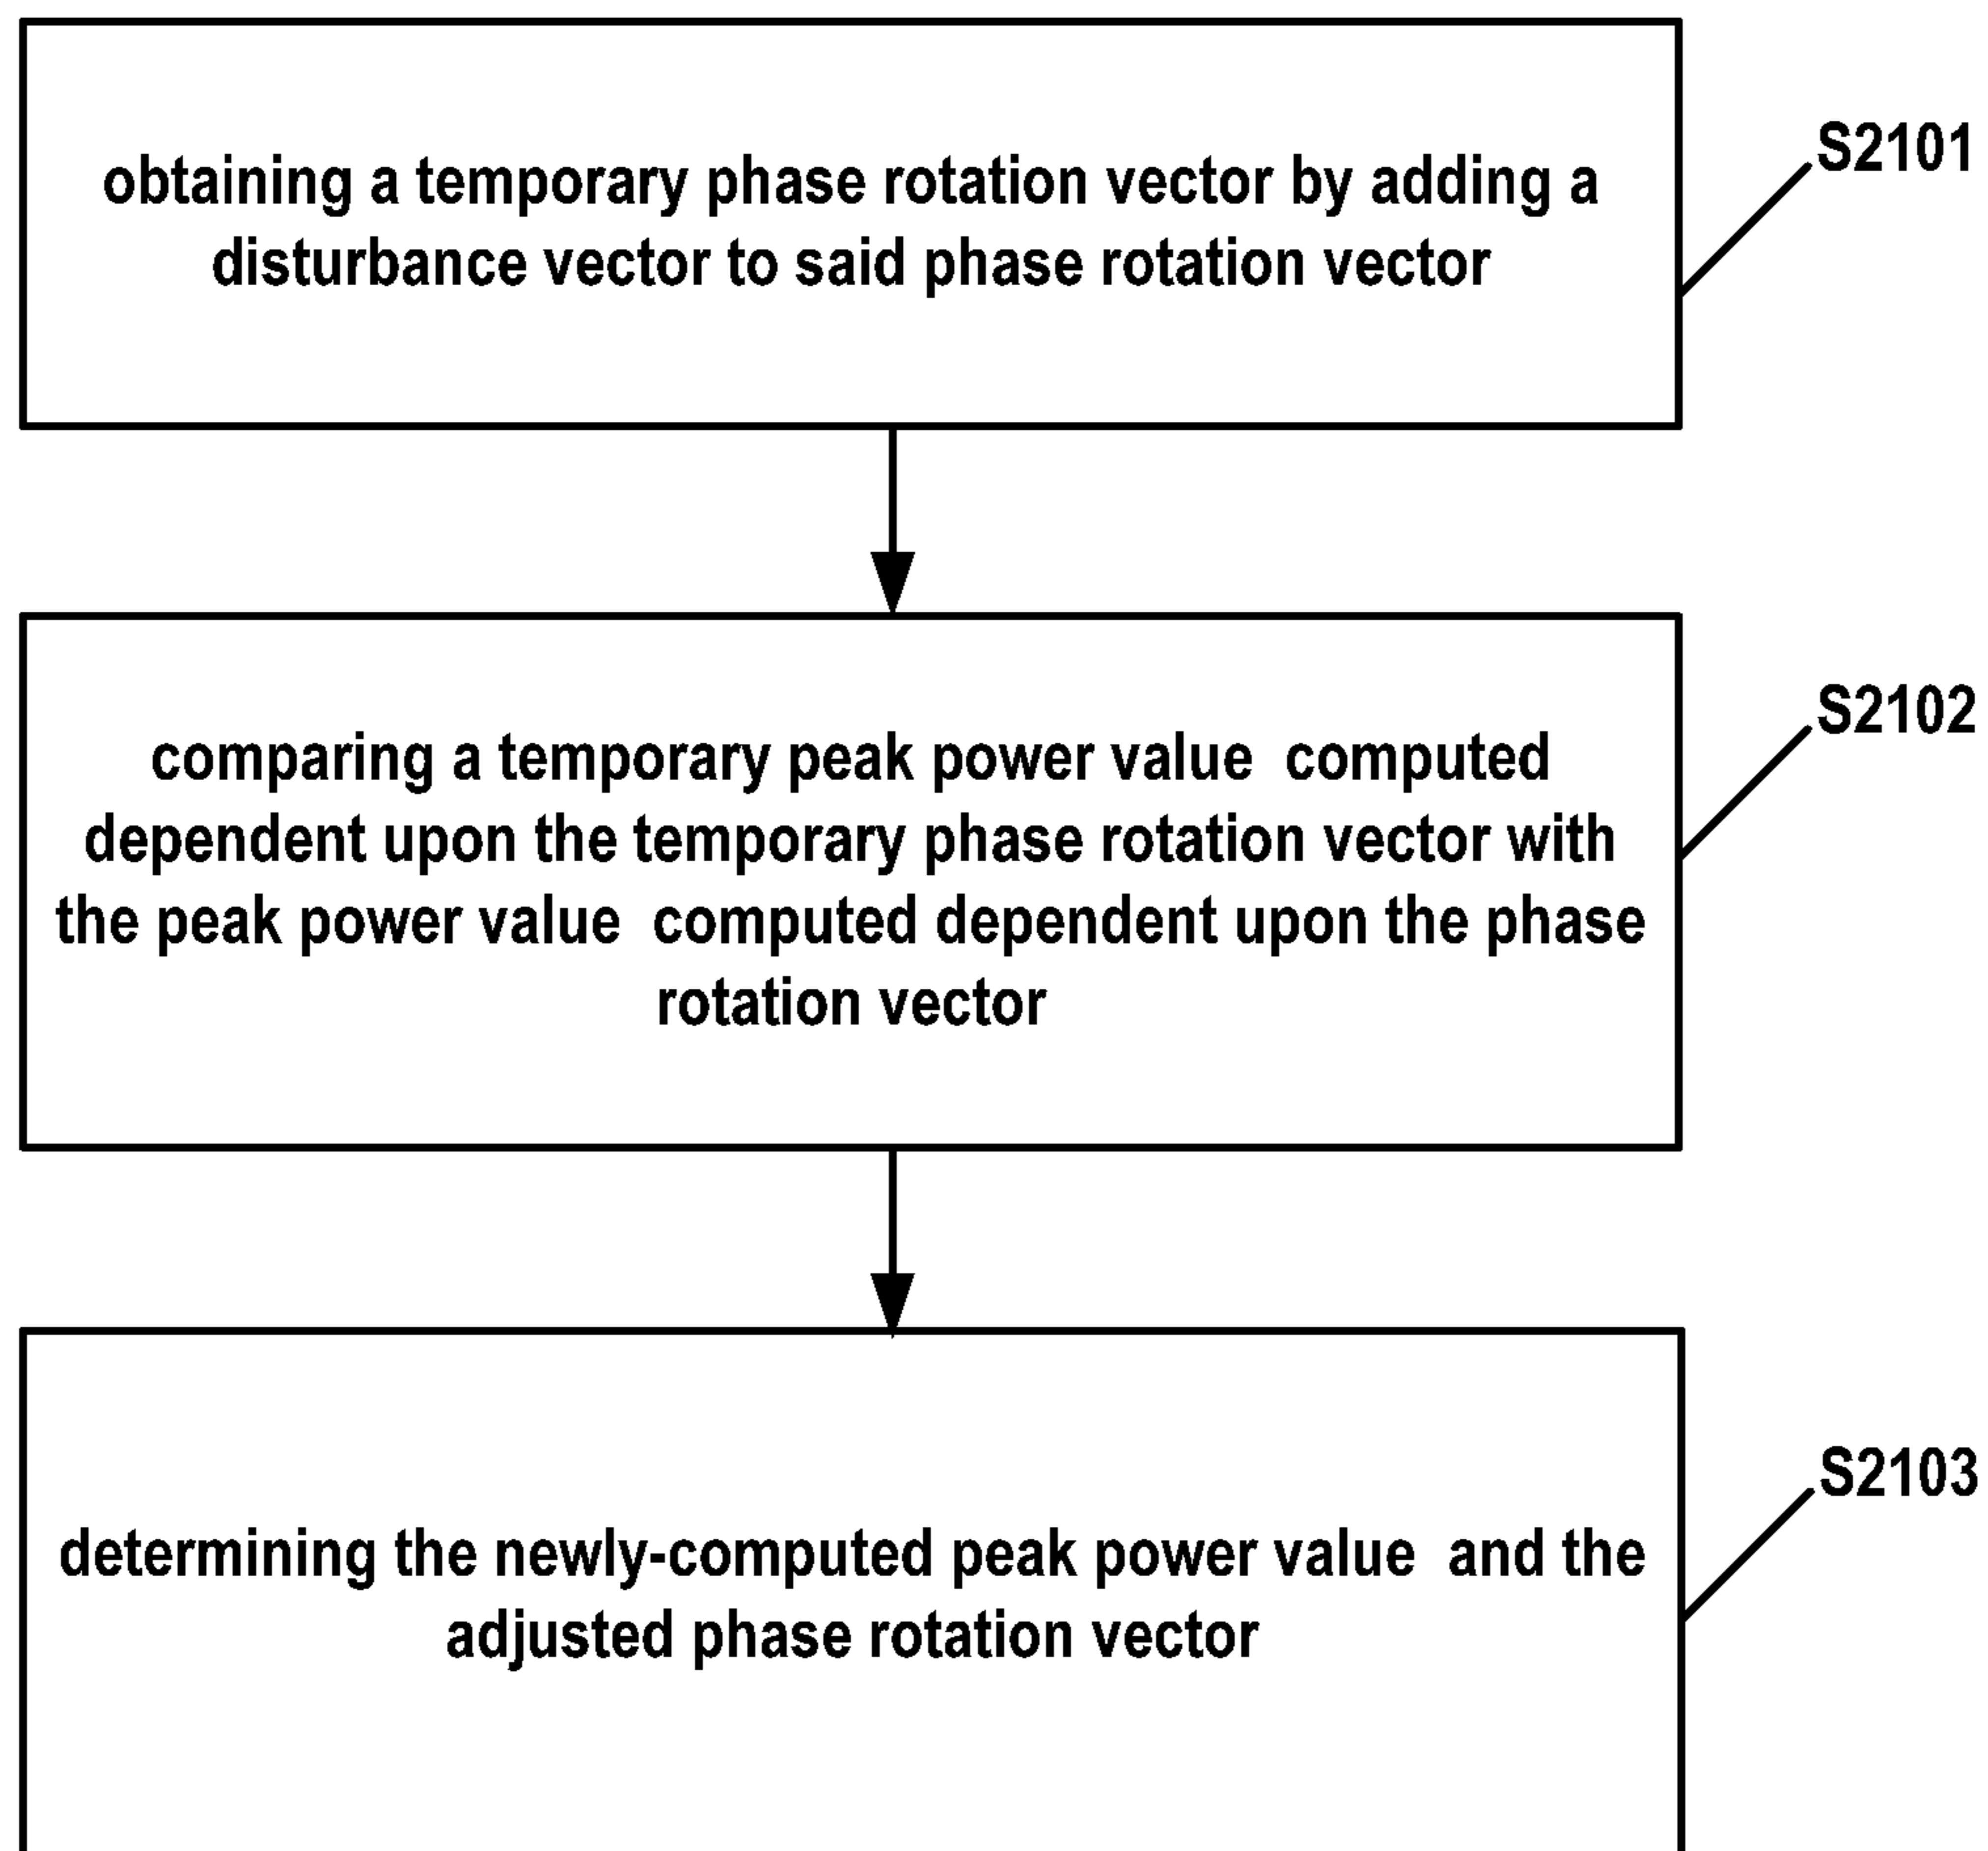 obtaining a temporary phase rotation vector by adding a
disturbance vector to said phase rotation vector
S2101
comparing a temporary peak power value computed
dependent upon the temporary phase rotation vector with
the peak power value computed dependent upon the phase
rotation vector
S2102
determining the newly-computed peak power value and the
adjusted phase rotation vector
S2103